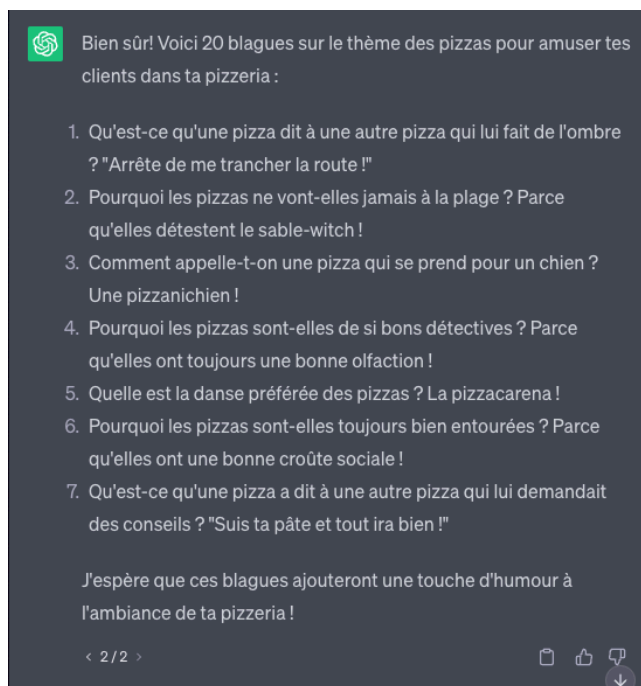 Bien sûr! Voici 20 blagues sur le thème des pizzas pour amuser tes
clients dans ta pizzeria :
1. Qu'est-ce qu'une pizza dit à une autre pizza qui lui fait de l'ombre
? "Arrête de me trancher la route !"
2. Pourquoi les pizzas ne vont-elles jamais à la plage ? Parce
qu'elles détestent le sable-witch !
3. Comment appelle-t-on une pizza qui se prend pour un chien ?
Une pizzanichien !
4. Pourquoi les pizzas sont-elles de si bons détectives ? Parce
qu'elles ont toujours une bonne olfaction !
5. Quelle est la danse préférée des pizzas ? La pizzacarena !
6. Pourquoi les pizzas sont-elles toujours bien entourées ? Parce
qu'elles ont une bonne croûte sociale !
7. Qu'est-ce qu'une pizza a dit à une autre pizza qui lui demandait
des conseils ? "Suis ta pâte et tout ira bien !"
J'espère que ces blagues ajouteront une touche d'humour à
l'ambiance de ta pizzeria !
< 2 / 2 >